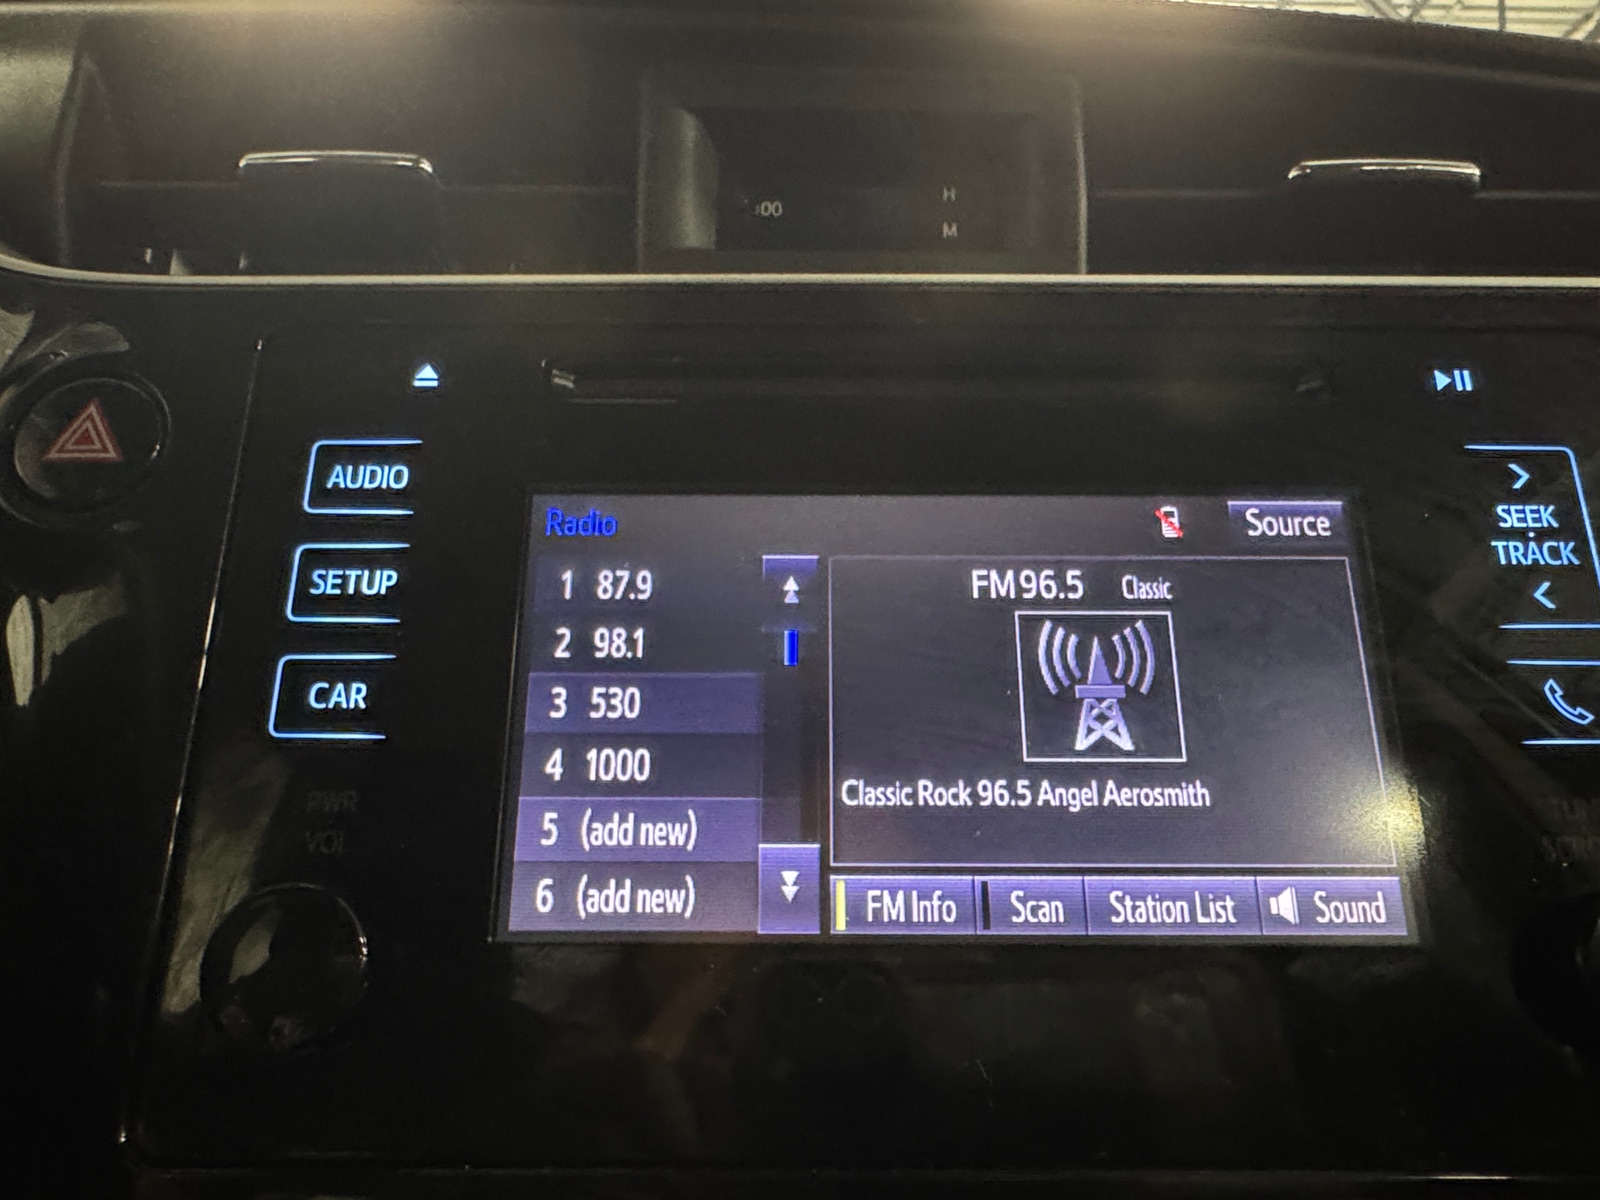 :00
H
M
AUDIO
SETUP
CAR
PWR
VOL
Radio
Source
1 87.9
2 98.1
3 530
4 1000
5 (add new)
6 (add new)
FM 96.5 Classic
Classic Rock 96.5 Angel Aerosmith
FM Info
Scan
Station List
Sound
SEEK
TRACK